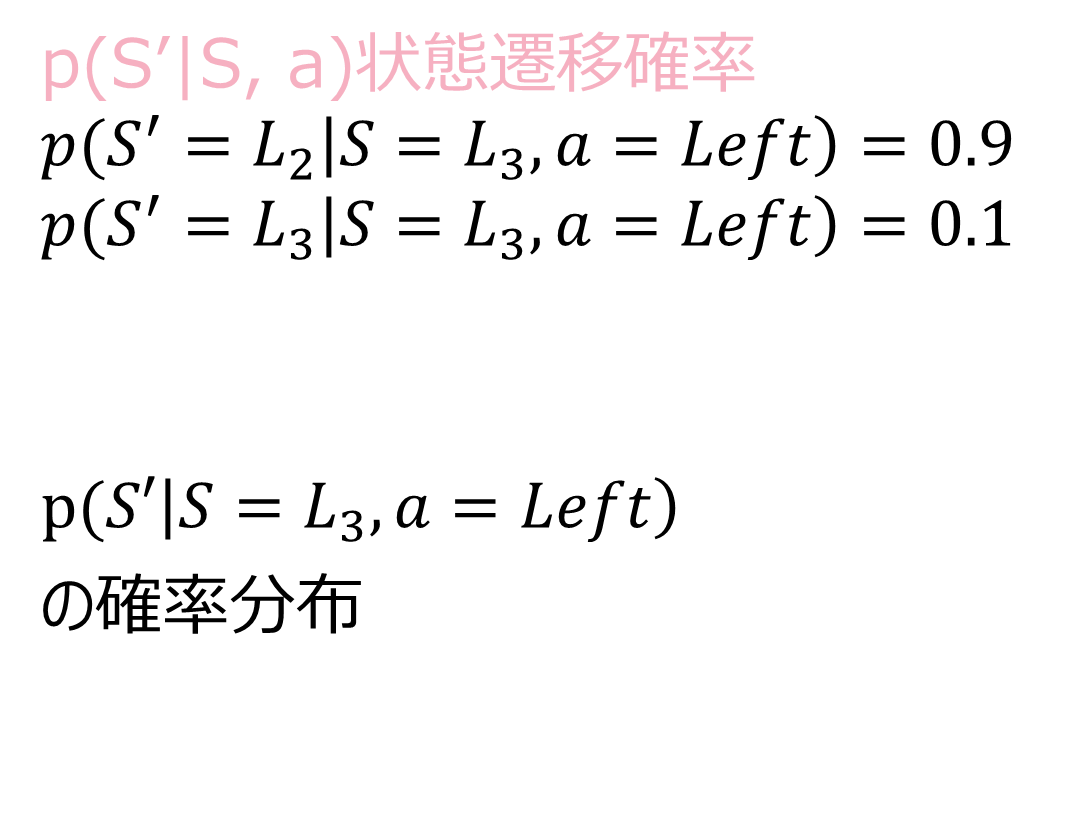 p(S’|S, a)状態遷移確率
𝑝(𝑆′ = 𝐿₂|𝑆 = 𝐿₃, 𝑎 = 𝐿𝑒𝑓𝑡) = 0.9
𝑝(𝑆′ = 𝐿₃|𝑆 = 𝐿₃, 𝑎 = 𝐿𝑒𝑓𝑡) = 0.1
p(𝑆′|𝑆 = 𝐿₃, 𝑎 = 𝐿𝑒𝑓𝑡)
の確率分布